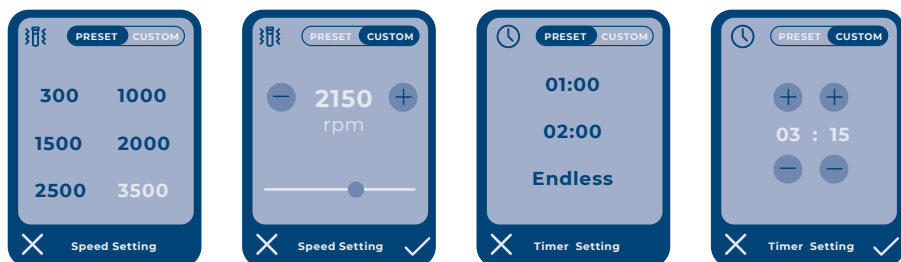 PRESET CUSTOM
300 1000
1500 2000
2500 3500
Speed Setting
PRESET CUSTOM
2150
rpm
Speed Setting
PRESET CUSTOM
01:00
02:00
Endless
Timer Setting
PRESET CUSTOM
03 : 15
Timer Setting